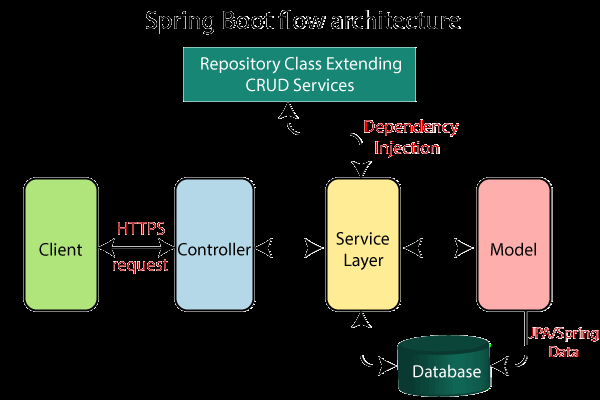 Spring Boot flow architecture
Repository Class Extending
CRUD Services
Dependency
Injection
HTTPS
request
Client
Controller
Service
Layer
Model
JPA/Spring
Data
Database